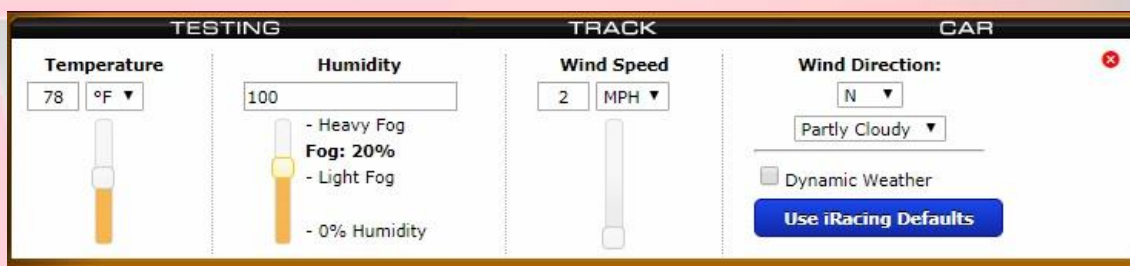 TESTING TRACK CAR
Temperature
78 °F
Humidity
100
- Heavy Fog
Fog: 20%
- Light Fog
- 0% Humidity
Wind Speed
2 MPH
Wind Direction:
N
Partly Cloudy
Dynamic Weather
Use iRacing Defaults